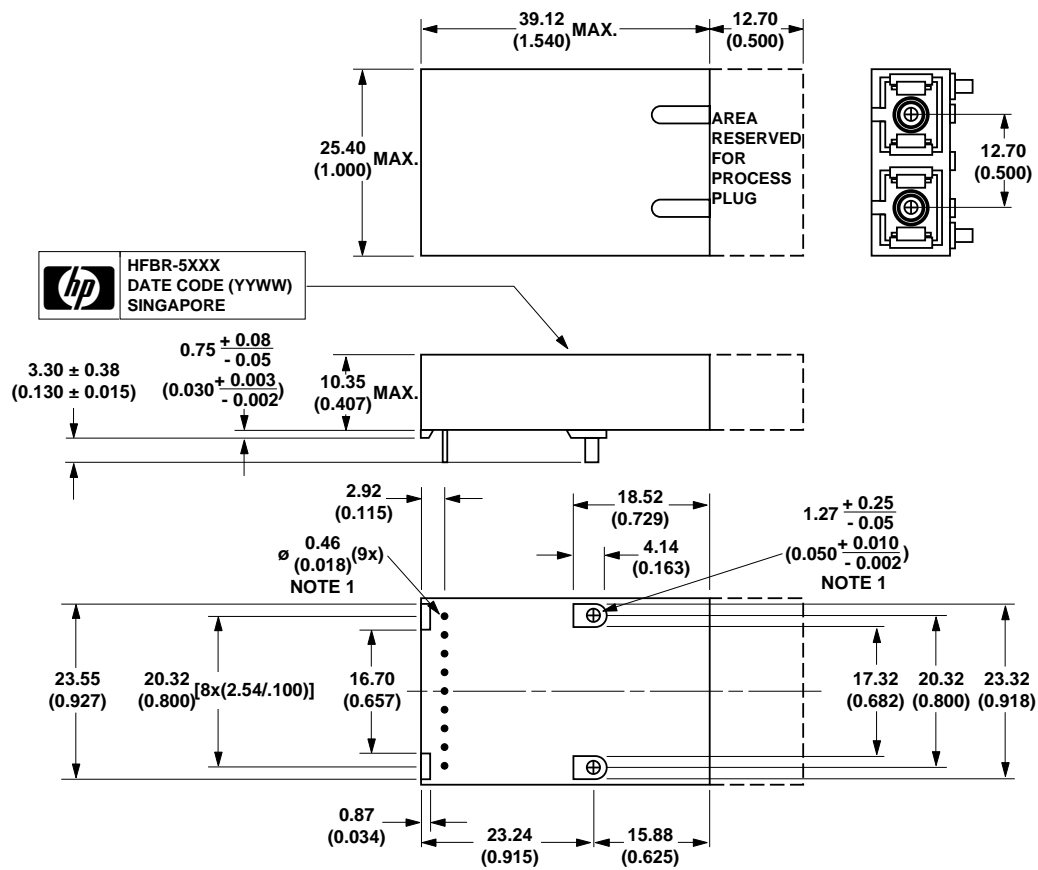 39.12
(1.540)
MAX.
12.70
(0.500)
25.40
(1.000)
MAX.
AREA
RESERVED
FOR
PROCESS
PLUG
12.70
(0.500)
hp
HFBR-5XXX
DATE CODE (YYWW)
SINGAPORE
3.30 ± 0.38
(0.130 ± 0.015)
0.75 + 0.08
- 0.05
(0.030 + 0.003
- 0.002)
10.35
(0.407)
MAX.
2.92
(0.115)
18.52
(0.729)
4.14
(0.163)
1.27 + 0.25
- 0.05
(0.050 + 0.010
- 0.002)
NOTE 1
ø 0.46
(0.018) (9x)
NOTE 1
23.55
(0.927)
20.32
(0.800)
[8x(2.54/.100)]
16.70
(0.657)
17.32
(0.682)
20.32
(0.800)
23.32
(0.918)
0.87
(0.034)
23.24
(0.915)
15.88
(0.625)